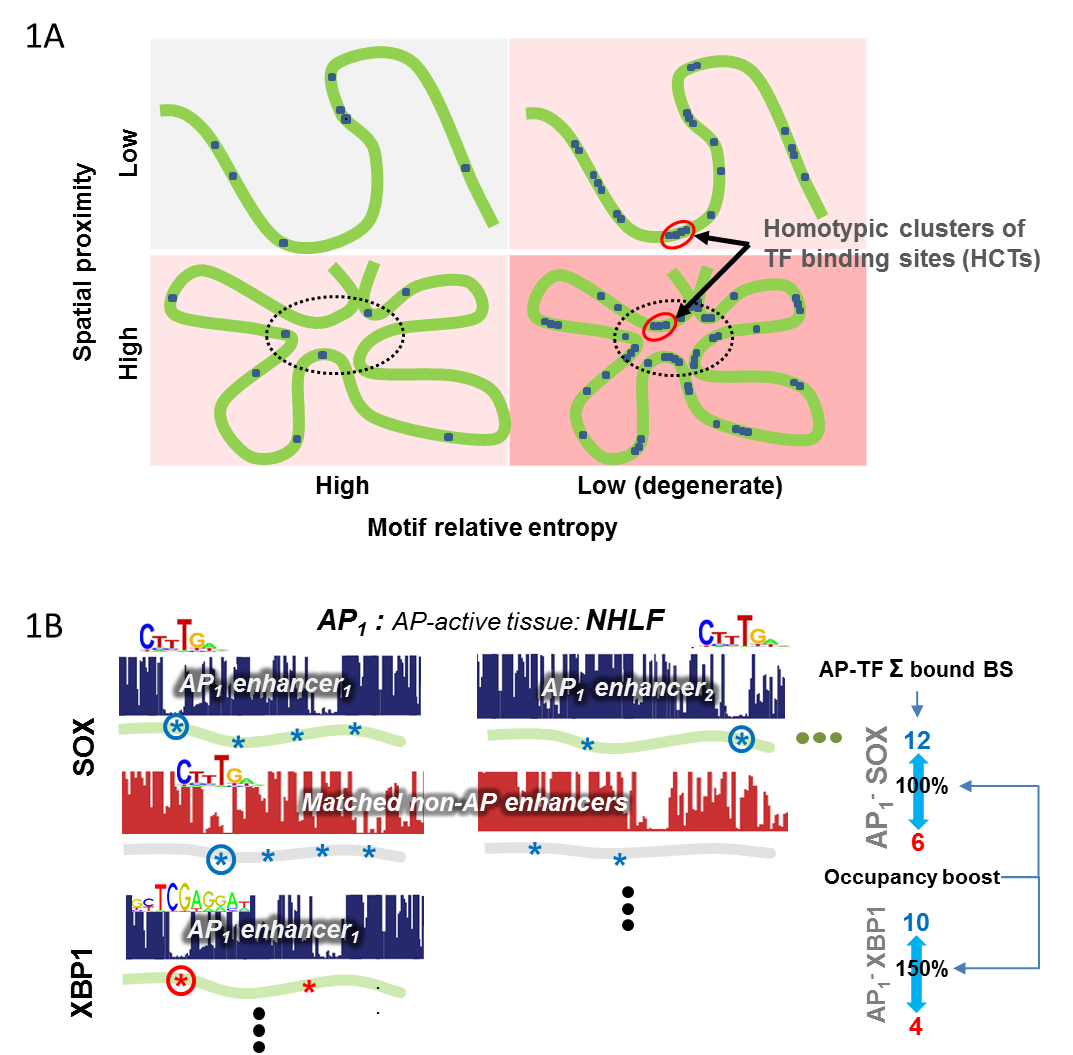 1A
Spatial proximity
Low
High
Homotypic clusters of
TF binding sites (HCTs)
High
Low (degenerate)
Motif relative entropy
1B
AP1 : AP-active tissue: NHLF
CTTTGA
CTTTGA
AP1 enhancer1
AP1 enhancer2
AP-TF Σ bound BS
SOX
* * * *
* *
AP1- SOX
12
100%
6
CTTTGA
Matched non-AP enhancers
* * * *
* *
Occupancy boost
GCTCGAGGAT
AP1 enhancer1
XBP1
* *
AP1- XBP1
10
150%
4